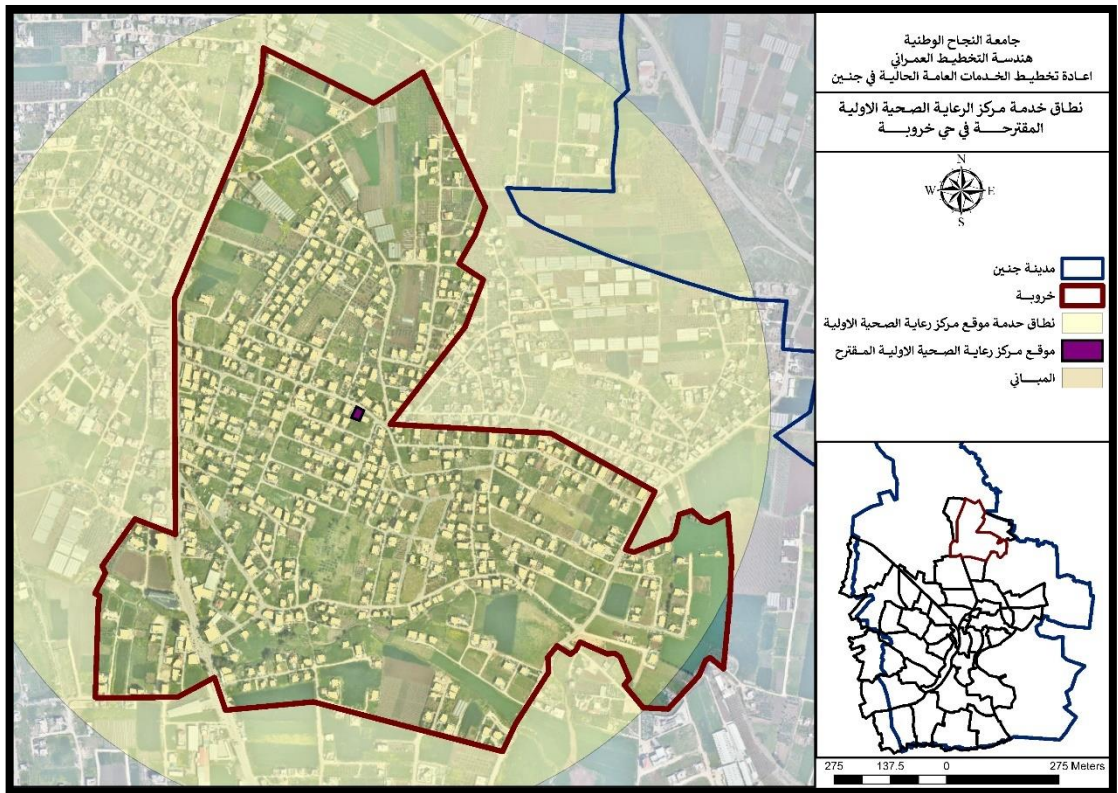 جامعة النجاح الوطنية
هندسة التخطيط العمراني
اعادة تخطيط الخدمات العامة الحالية في جنين
نطاق خدمة مركز الرعاية الصحية الاولية
المقترحة في حي خروبة
N
W E
S
مدينة جنين
خروبة
نطاق خدمة موقع مركز رعاية الصحية الاولية
موقع مركز رعاية الصحية الاولية المقترح
المباني
275 137.5 0 275 Meters